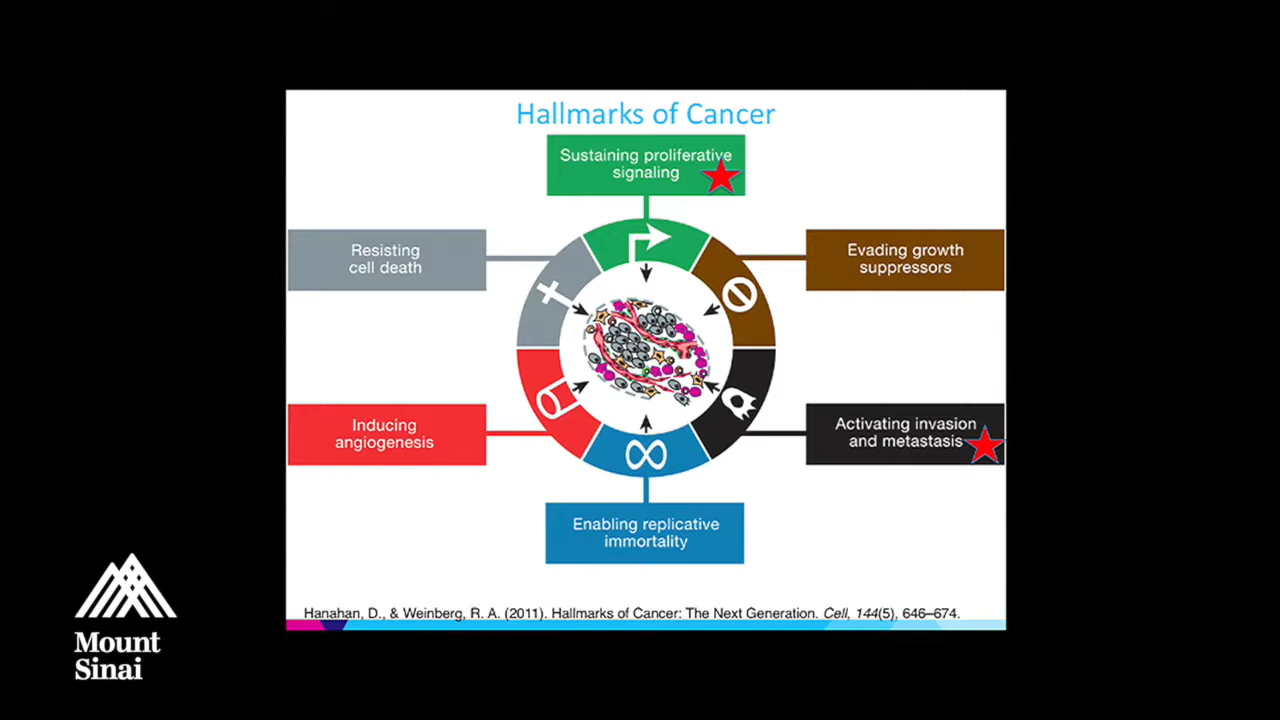 Hallmarks of Cancer
Sustaining proliferative
signaling
Resisting
cell death
Evading growth
suppressors
Inducing
angiogenesis
Activating invasion
and metastasis
Enabling replicative
immortality
Hanahan, D., & Weinberg, R. A. (2011). Hallmarks of Cancer: The Next Generation. Cell, 144(5), 646–674.
Mount
Sinai